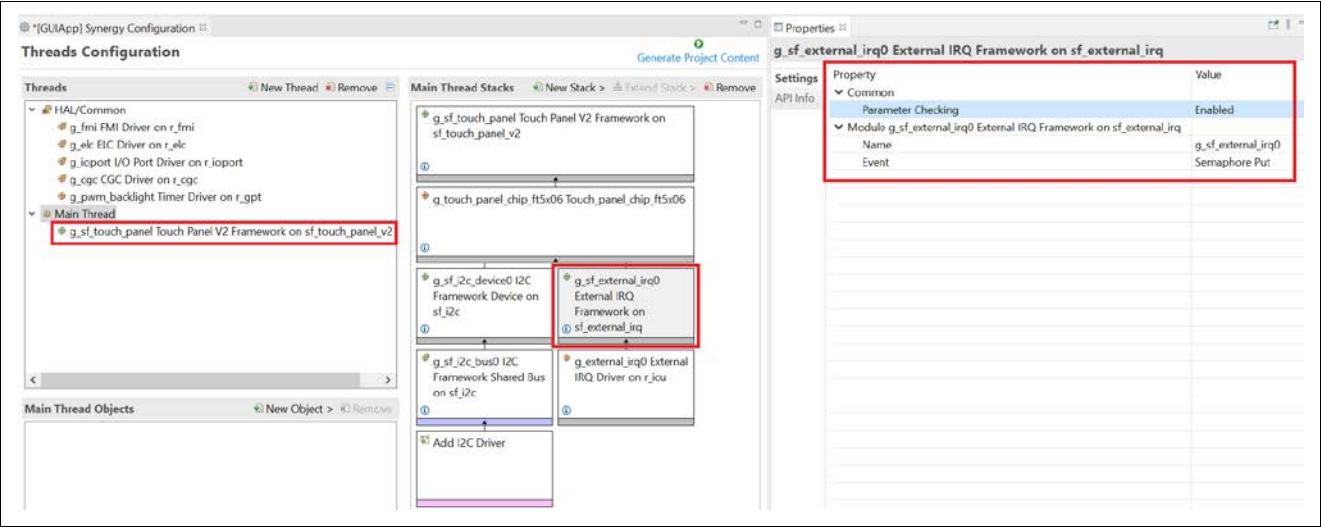 *[GUIApp] Synergy Configuration
Threads Configuration
Generate Project Content
Threads
New Thread
Remove
HAL/Common
g_fmi FMI Driver on r_fmi
g_elc ELC Driver on r_elc
g_ioport I/O Port Driver on r_ioport
g_cgc CGC Driver on r_cgc
g_pwm_backlight Timer Driver on r_gpt
Main Thread
g_sf_touch_panel Touch Panel V2 Framework on sf_touch_panel_v2
Main Thread Objects
New Object >
Remove
Main Thread Stacks
New Stack >
Extend Stack >
Remove
g_sf_touch_panel Touch Panel V2 Framework on
sf_touch_panel_v2
g_touch_panel_chip_ft5x06 Touch_panel_chip_ft5x06
g_sf_i2c_device0 I2C
Framework Device on
sf_i2c
g_sf_external_irq0
External IRQ
Framework on
sf_external_irq
g_sf_i2c_bus0 I2C
Framework Shared Bus
on sf_i2c
g_external_irq0 External
IRQ Driver on r_icu
Add I2C Driver
Properties
g_sf_external_irq0 External IRQ Framework on sf_external_irq
Settings
API Info
Property Value
Common
Parameter Checking Enabled
Module g_sf_external_irq0 External IRQ Framework on sf_external_irq
Name g_sf_external_irq0
Event Semaphore Put